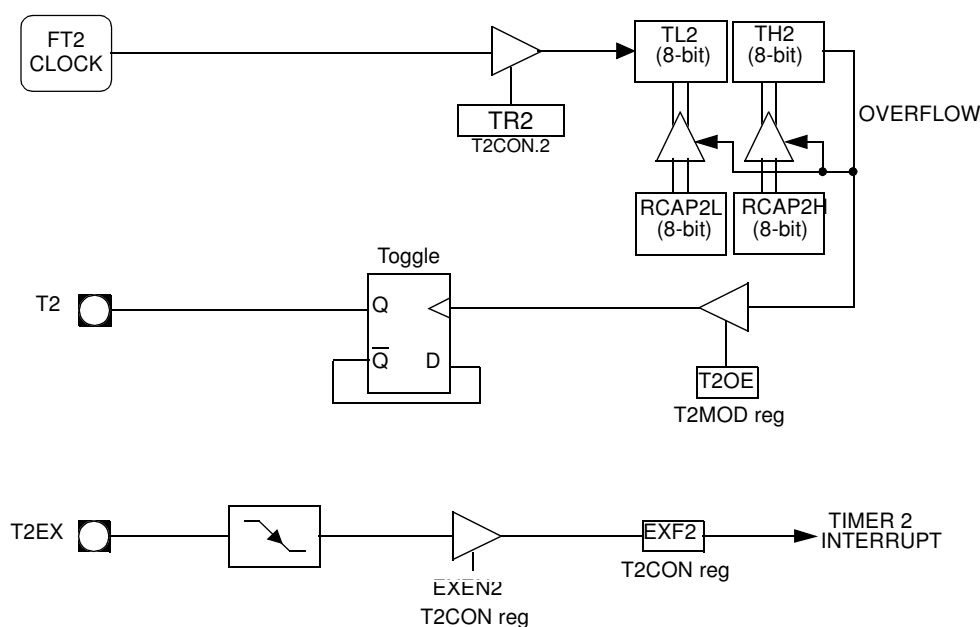 FT2
CLOCK
TL2
(8-bit)
TH2
(8-bit)
TR2
T2CON.2
OVERFLOW
RCAP2L
(8-bit)
RCAP2H
(8-bit)
Toggle
T2
Q
Q
D
T2OE
T2MOD reg
T2EX
EXF2
TIMER 2
INTERRUPT
T2CON reg
EXEN2
T2CON reg